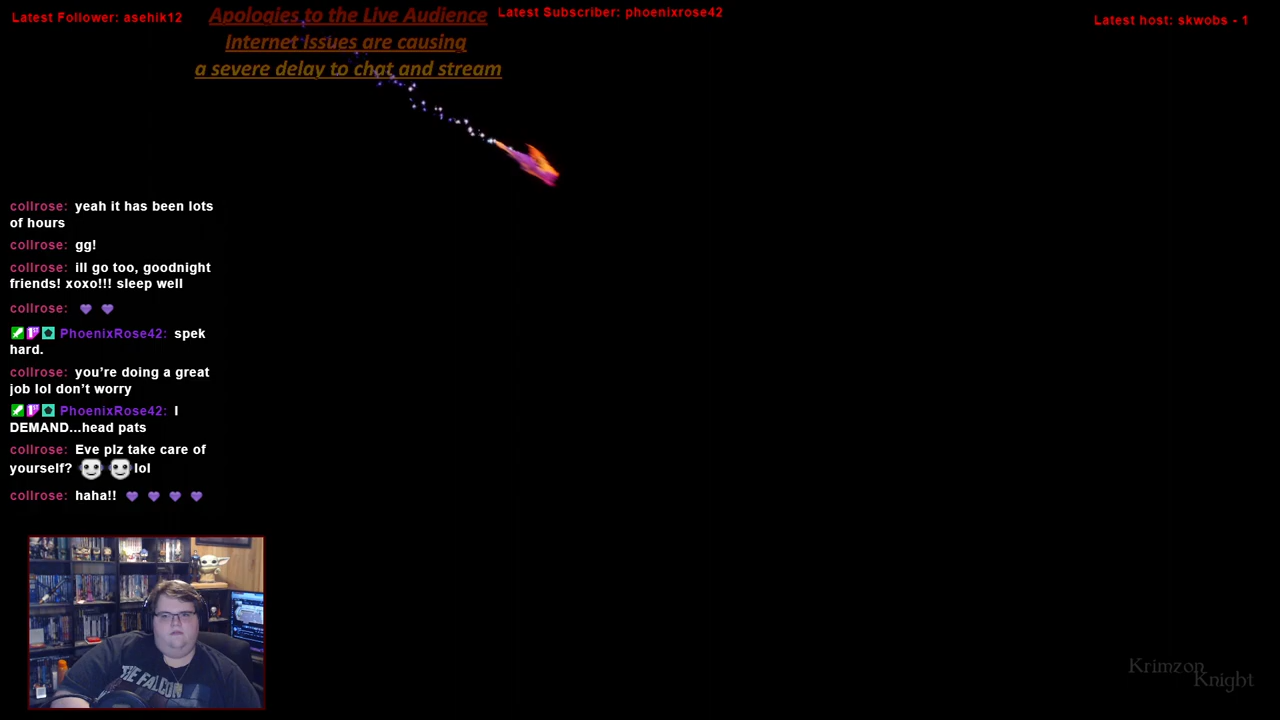 Latest Follower: asehik12
Apologies to the Live Audience
Internet Issues are causing
a severe delay to chat and stream
Latest Subscriber: phoenixrose42
Latest host: skwobs - 1
collrose: yeah it has been lots
of hours
collrose: gg!
collrose: ill go too, goodnight
friends! xoxo!!! sleep well
collrose:
PhoenixRose42: spek
hard.
collrose: you’re doing a great
job lol don’t worry
PhoenixRose42: I
DEMAND...head pats
collrose: Eve plz take care of
yourself? lol
collrose: haha!!
THE FALCON
Krimzon
Knight